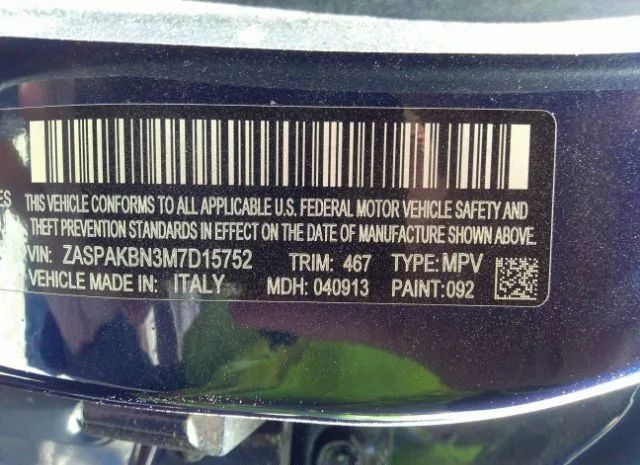 ES
THIS VEHICLE CONFORMS TO ALL APPLICABLE U.S. FEDERAL MOTOR VEHICLE SAFETY AND
THEFT PREVENTION STANDARDS IN EFFECT ON THE DATE OF MANUFACTURE SHOWN ABOVE.
VIN: ZASPAKBN3M7D15752 TRIM: 467 TYPE: MPV
VEHICLE MADE IN: ITALY MDH: 040913 PAINT:092